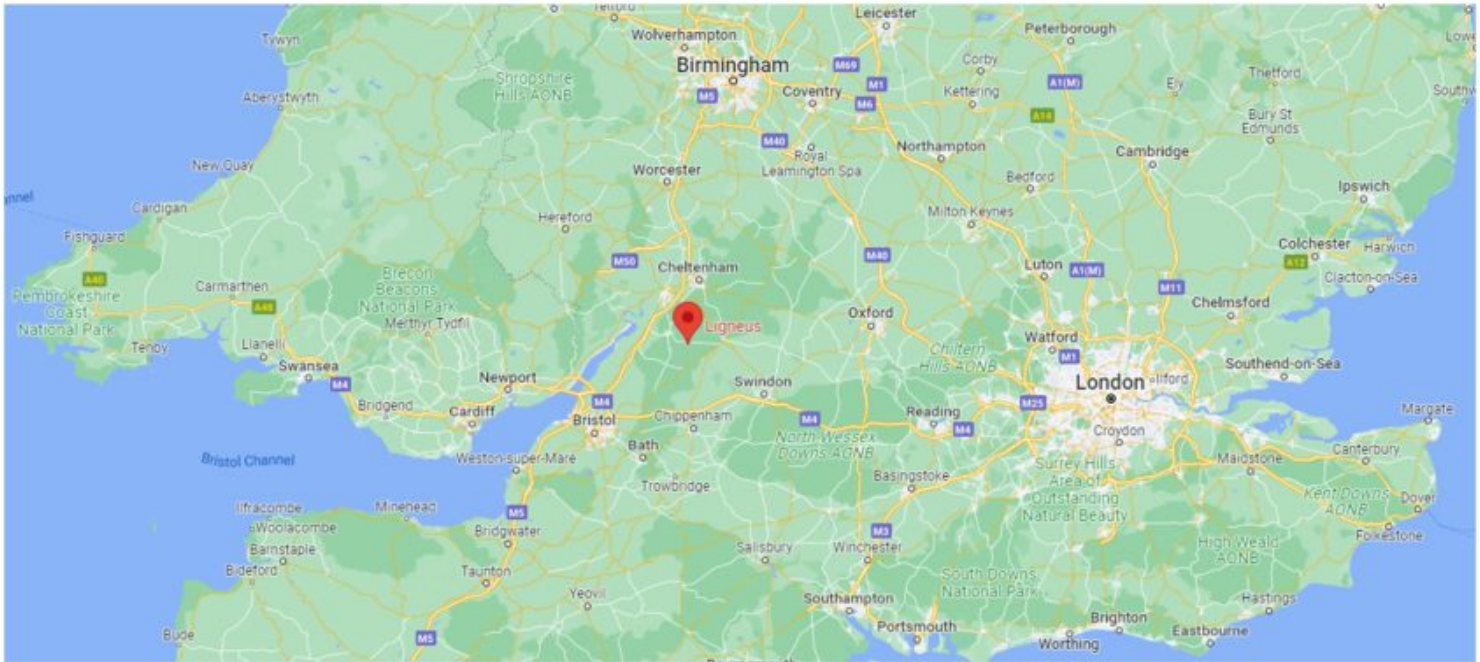 Telford
Leicester
Peterborough
Wolverhampton
Tywyn
Birmingham
M69
Corby
M1
A1(M)
Thetford
Shropshire
Hills AONB
Ely
Aberystwyth
M5
Coventry
M6
Kettering
A14
Bury St
Edmunds
M40
Royal
Leamington Spa
Northampton
Cambridge
New Quay
Worcester
Bedford
Ipswich
Cardigan
Hereford
Milton Keynes
Fishguard
Colchester
Harwich
M50
Cheltenham
M40
Luton
A1(M)
A12
A40
Brecon
Beacons
National Park
Clacton-on-Sea
Carmarthen
M11
Pembrokeshire
Coast
National Park
A48
Chelmsford
Merthyr Tydfil
Ligneus
Oxford
Tenby
Llanelli
Watford
Chiltern
Hills AONB
M1
Swansea
Southend-on-Sea
M4
Newport
Swindon
London
Ilford
Bridgend
Cardiff
M4
Bristol
Chippenham
M4
Reading
M4
M25
Margate
Croydon
Bath
North Wessex
Downs AONB
Bristol Channel
Weston-super-Mare
Canterbury
Maidstone
Trowbridge
Basingstoke
Surrey Hills
Area of
Outstanding
Natural Beauty
Kent Downs
AONB
Dover
Ilfracombe
Minehead
M5
Woolacombe
Bridgwater
M3
Folkestone
Barnstaple
Salisbury
Winchester
High Weald
AONB
Bideford
Taunton
South Downs
National Park
Yeovil
Southampton
Hastings
Bude
M5
Portsmouth
Brighton
Worthing
Eastbourne